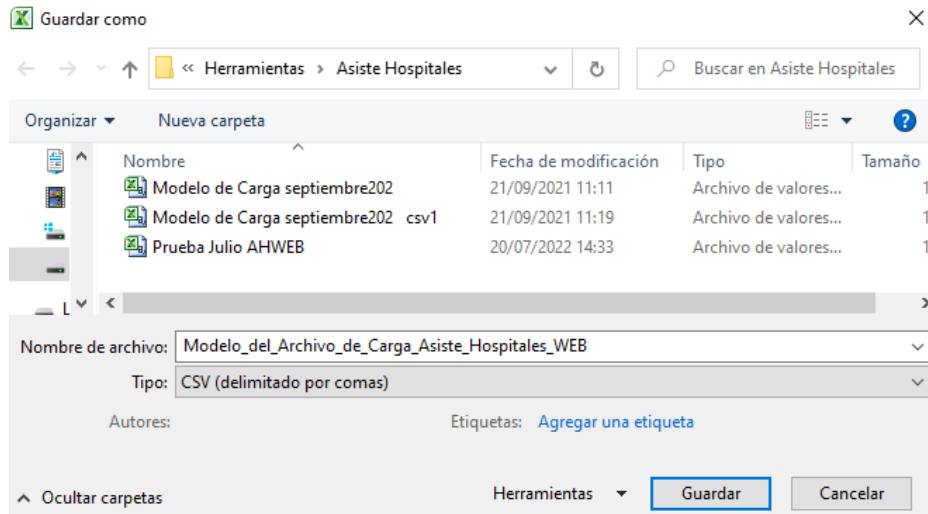 Guardar como
« Herramientas > Asiste Hospitales
Buscar en Asiste Hospitales
Organizar
Nueva carpeta
Nombre Fecha de modificación Tipo Tamaño
Modelo de Carga septiembre202 21/09/2021 11:11 Archivo de valores... 1
Modelo de Carga septiembre202 csv1 21/09/2021 11:19 Archivo de valores... 1
Prueba Julio AHWEB 20/07/2022 14:33 Archivo de valores... 1
L
Nombre de archivo: Modelo_del_Archivo_de_Carga_Asiste_Hospitales_WEB
Tipo: CSV (delimitado por comas)
Autores: Etiquetas: Agregar una etiqueta
Ocultar carpetas Herramientas Guardar Cancelar